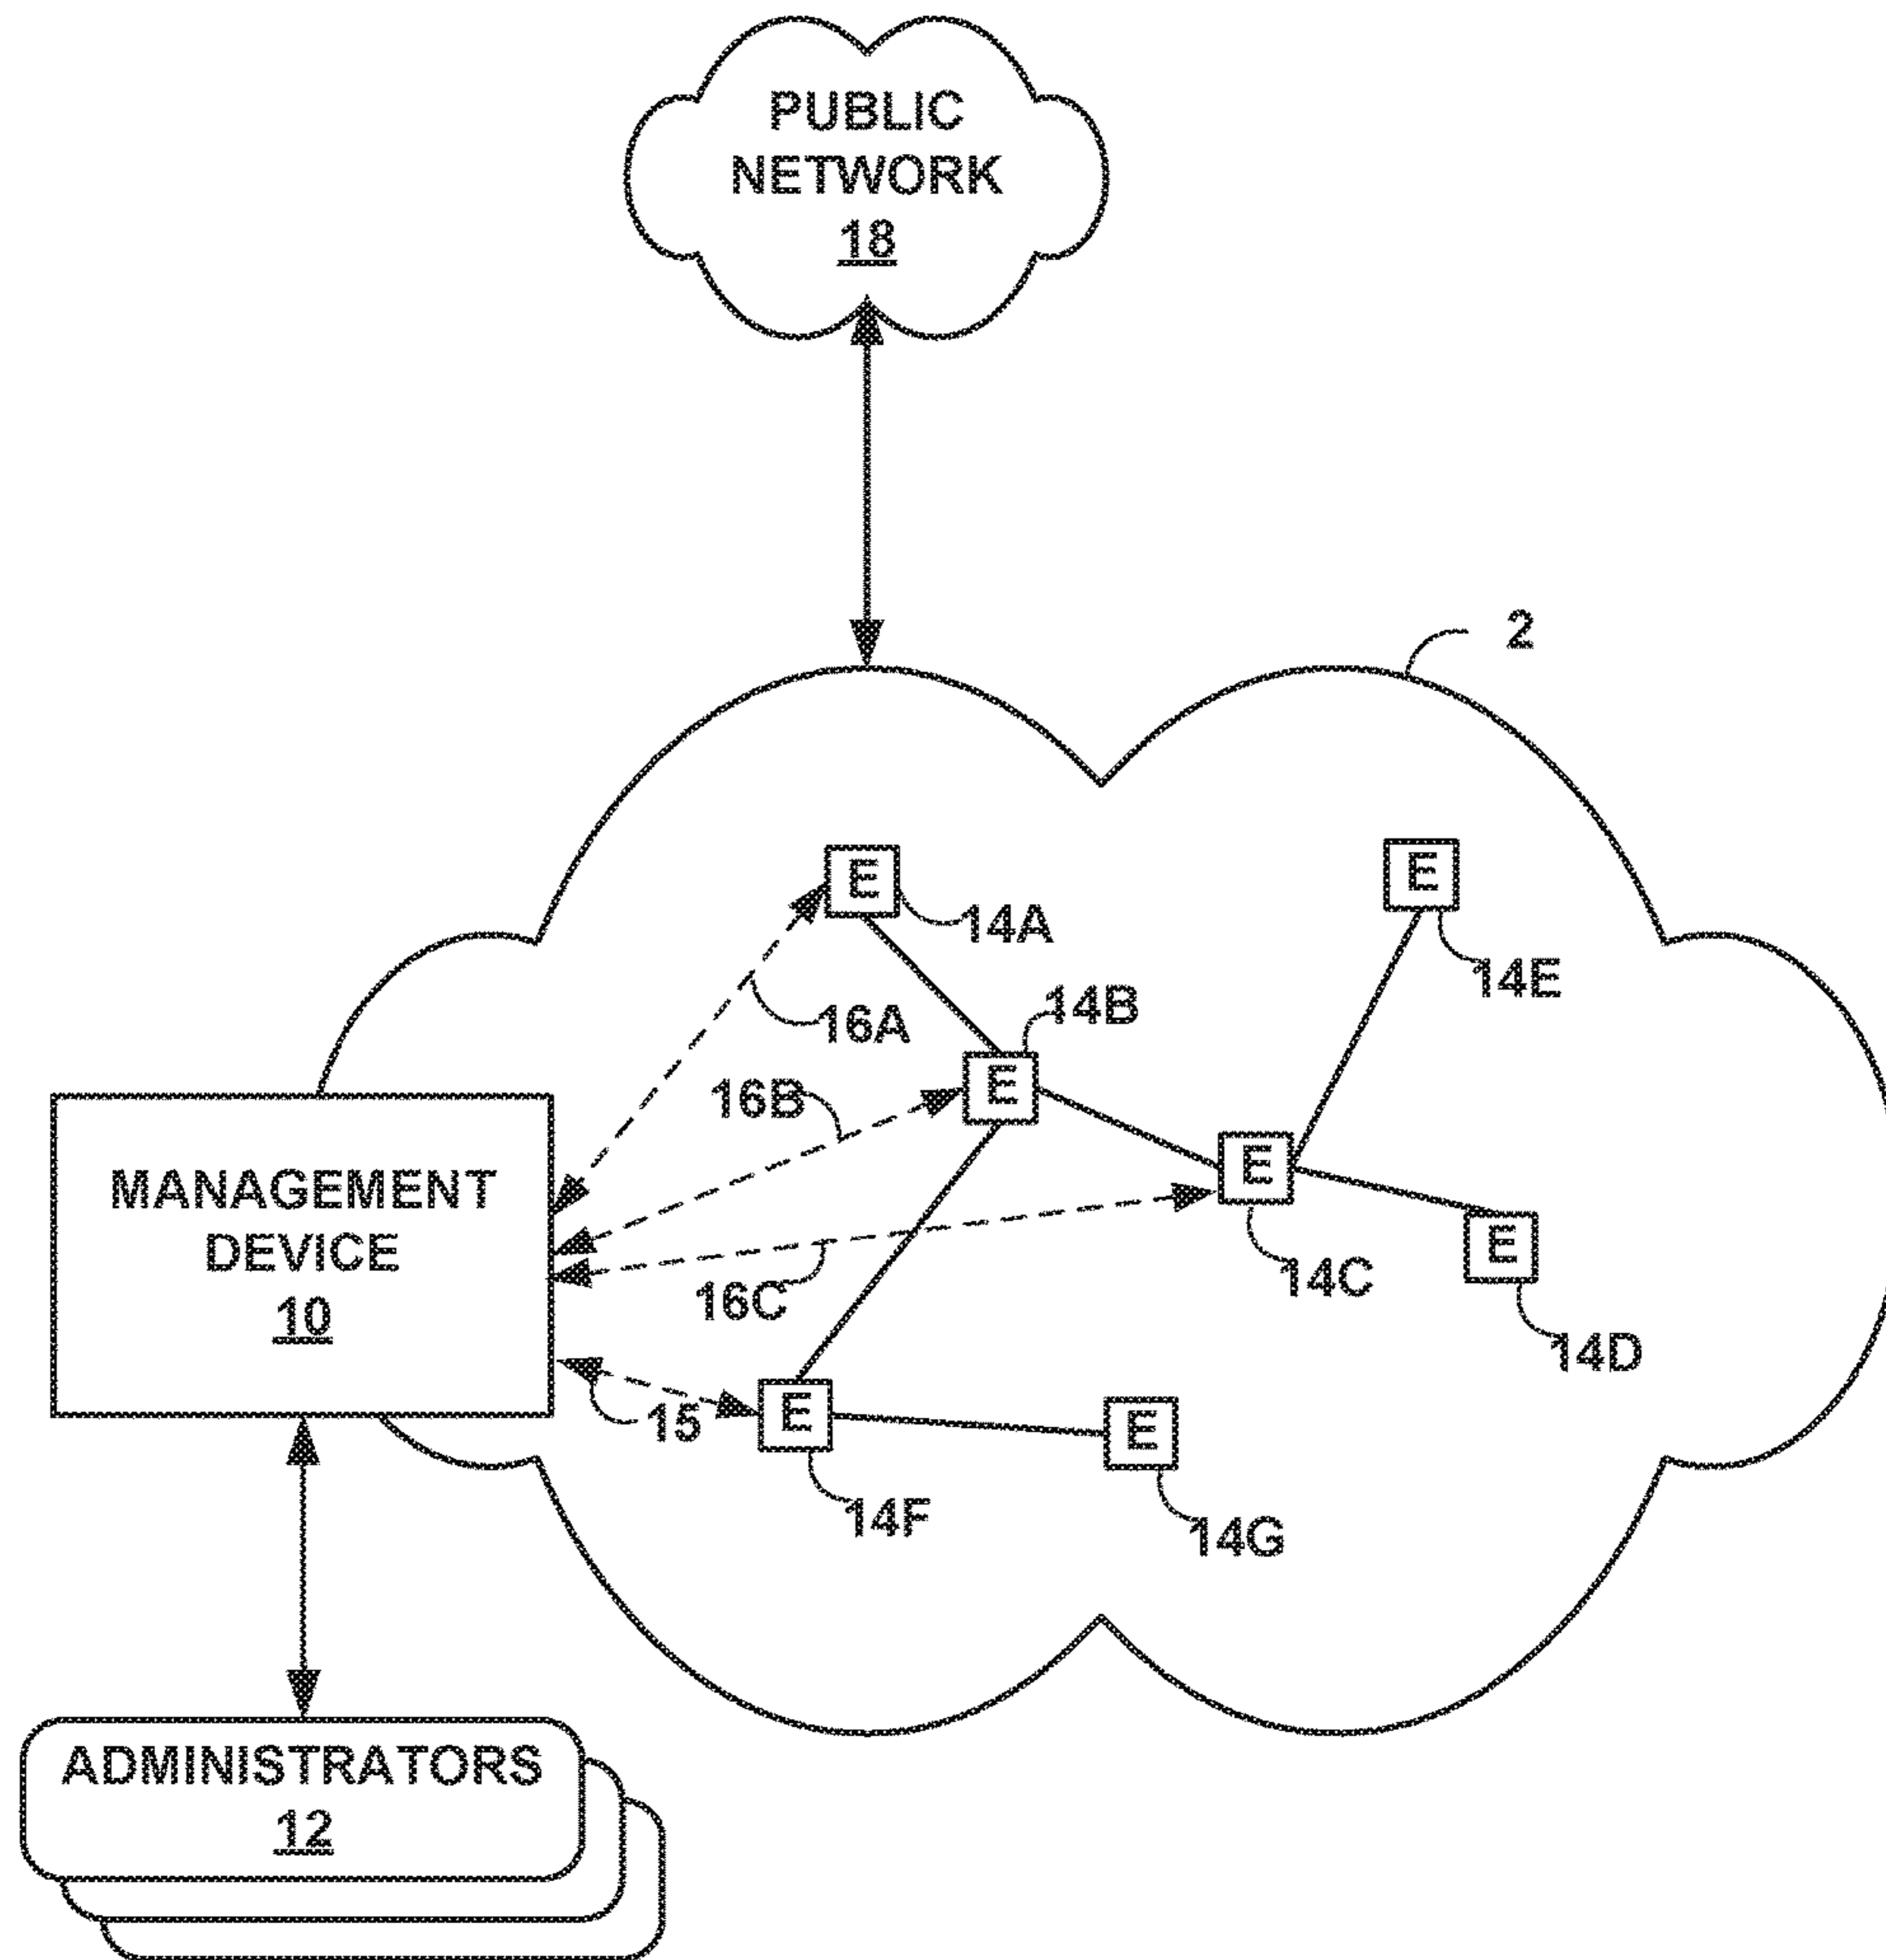 PUBLIC
NETWORK
18
2
E
E
14A
14E
14B
16A
E
16B
E
MANAGEMENT
DEVICE
10
E
14C
16C
14D
E
E
15
14F
14G
ADMINISTRATORS
12